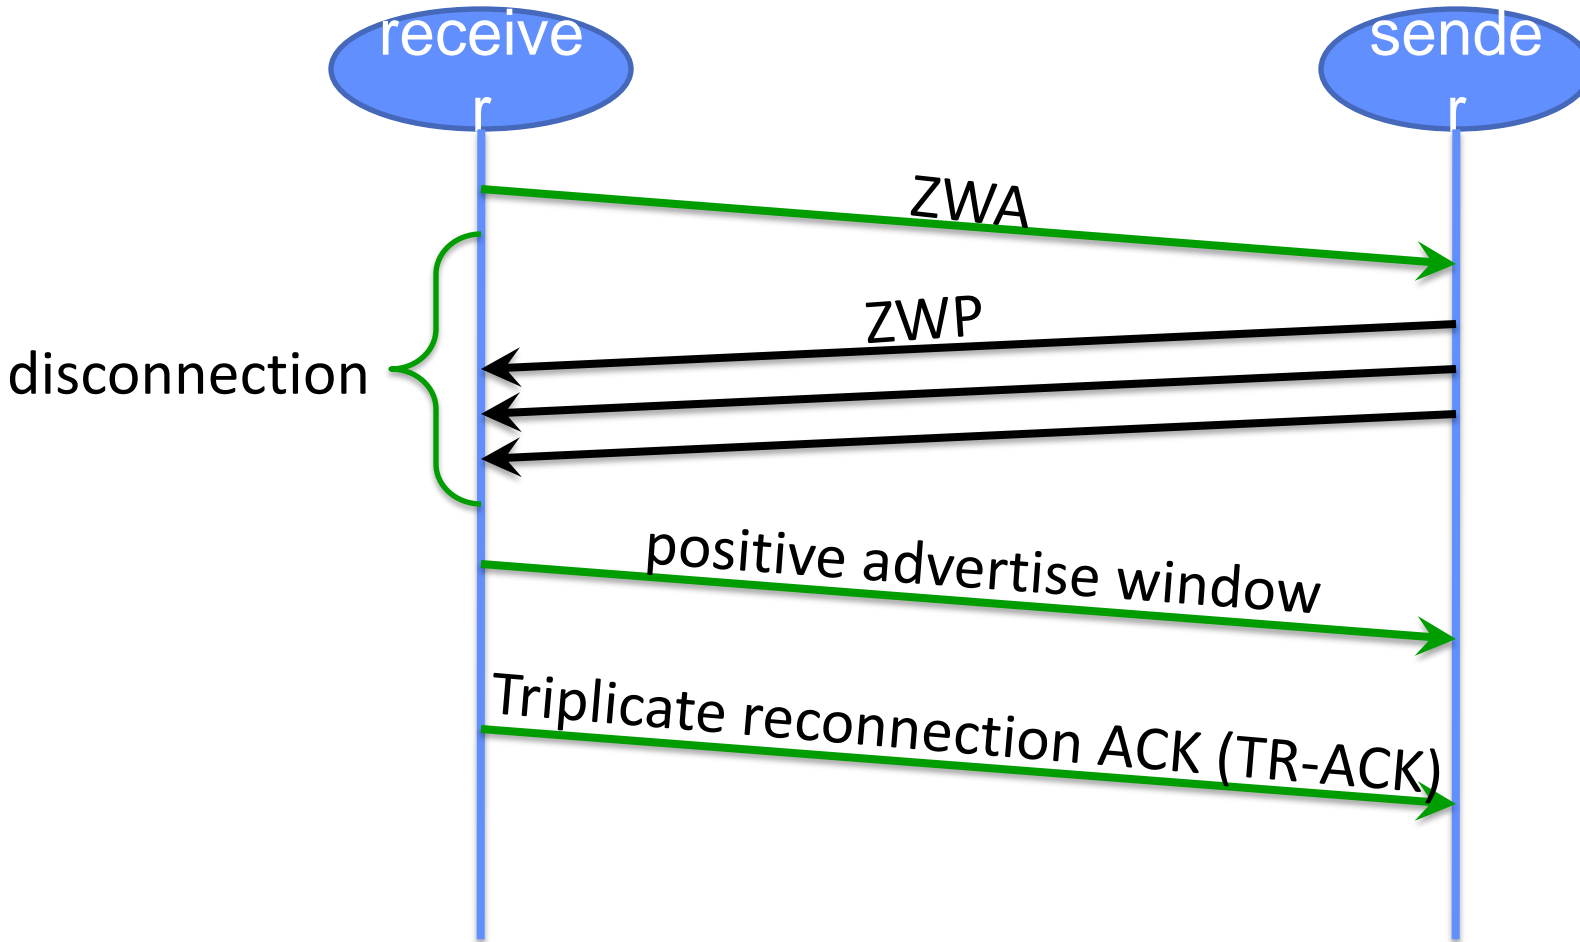 receive
r
sende
r
ZWA
ZWP
disconnection
positive advertise window
Triplicate reconnection ACK (TR-ACK)